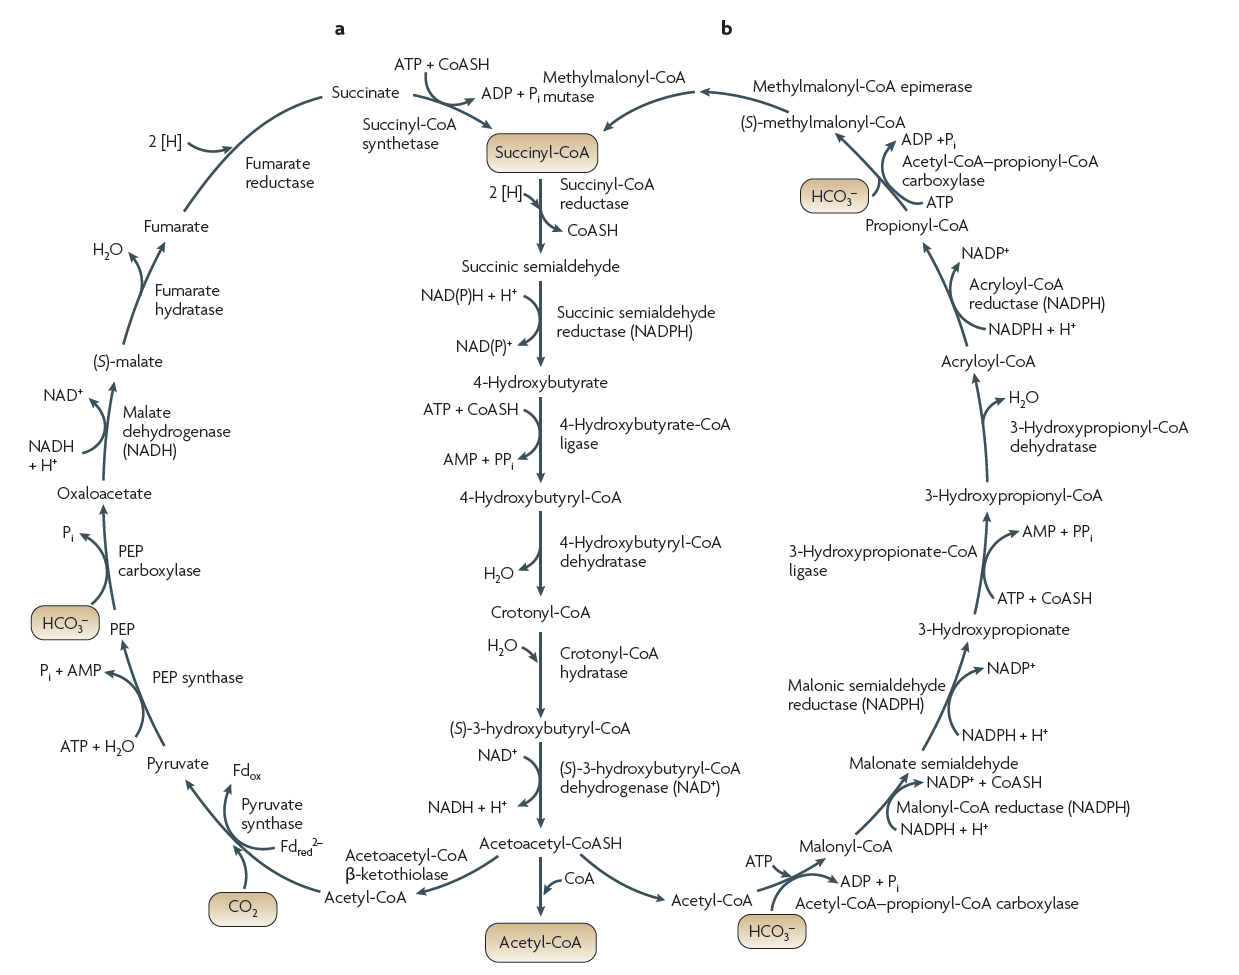 a
b
ATP + CoASH
Succinate
ADP + Pi
Succinyl-CoA
synthetase
Methylmalonyl-CoA
mutase
Methylmalonyl-CoA epimerase
(S)-methylmalonyl-CoA
2 [H]
Fumarate
reductase
Fumarate
H2O
Fumarate
hydratase
(S)-malate
NAD+
NADH
+ H+
Malate
dehydrogenase
(NADH)
Oxaloacetate
Pi
PEP
carboxylase
HCO3−
PEP
Pi + AMP
PEP synthase
ATP + H2O
Pyruvate
Fdox
Pyruvate
synthase
Fdred2−
CO2
Acetyl-CoA
Acetoacetyl-CoA
β-ketothiolase
Succinyl-CoA
2 [H]
Succinyl-CoA
reductase
CoASH
Succinic semialdehyde
NAD(P)H + H+
Succinic semialdehyde
reductase (NADPH)
NAD(P)+
4-Hydroxybutyrate
ATP + CoASH
4-Hydroxybutyrate-CoA
ligase
AMP + PPi
4-Hydroxybutyryl-CoA
4-Hydroxybutyryl-CoA
dehydratase
H2O
Crotonyl-CoA
H2O
Crotonyl-CoA
hydratase
(S)-3-hydroxybutyryl-CoA
NAD+
(S)-3-hydroxybutyryl-CoA
dehydrogenase (NAD+)
NADH + H+
Acetoacetyl-CoASH
CoA
Acetyl-CoA
ADP +Pi
Acetyl-CoA–propionyl-CoA
carboxylase
HCO3−
ATP
Propionyl-CoA
NADP+
Acryloyl-CoA
reductase (NADPH)
NADPH + H+
Acryloyl-CoA
H2O
3-Hydroxypropionyl-CoA
dehydratase
3-Hydroxypropionyl-CoA
AMP + PPi
3-Hydroxypropionate-CoA
ligase
ATP + CoASH
3-Hydroxypropionate
NADP+
Malonic semialdehyde
reductase (NADPH)
NADPH + H+
Malonate semialdehyde
NADP+ + CoASH
Malonyl-CoA reductase (NADPH)
NADPH + H+
Malonyl-CoA
ATP
ADP + Pi
Acetyl-CoA
Acetyl-CoA–propionyl-CoA carboxylase
HCO3−